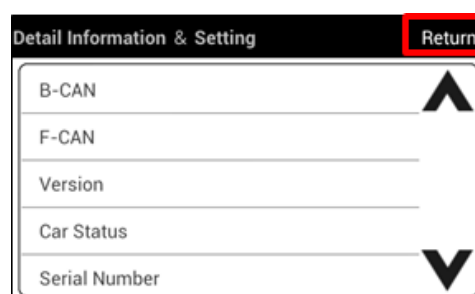 Detail Information & Setting Return
B-CAN
F-CAN
Version
Car Status
Serial Number